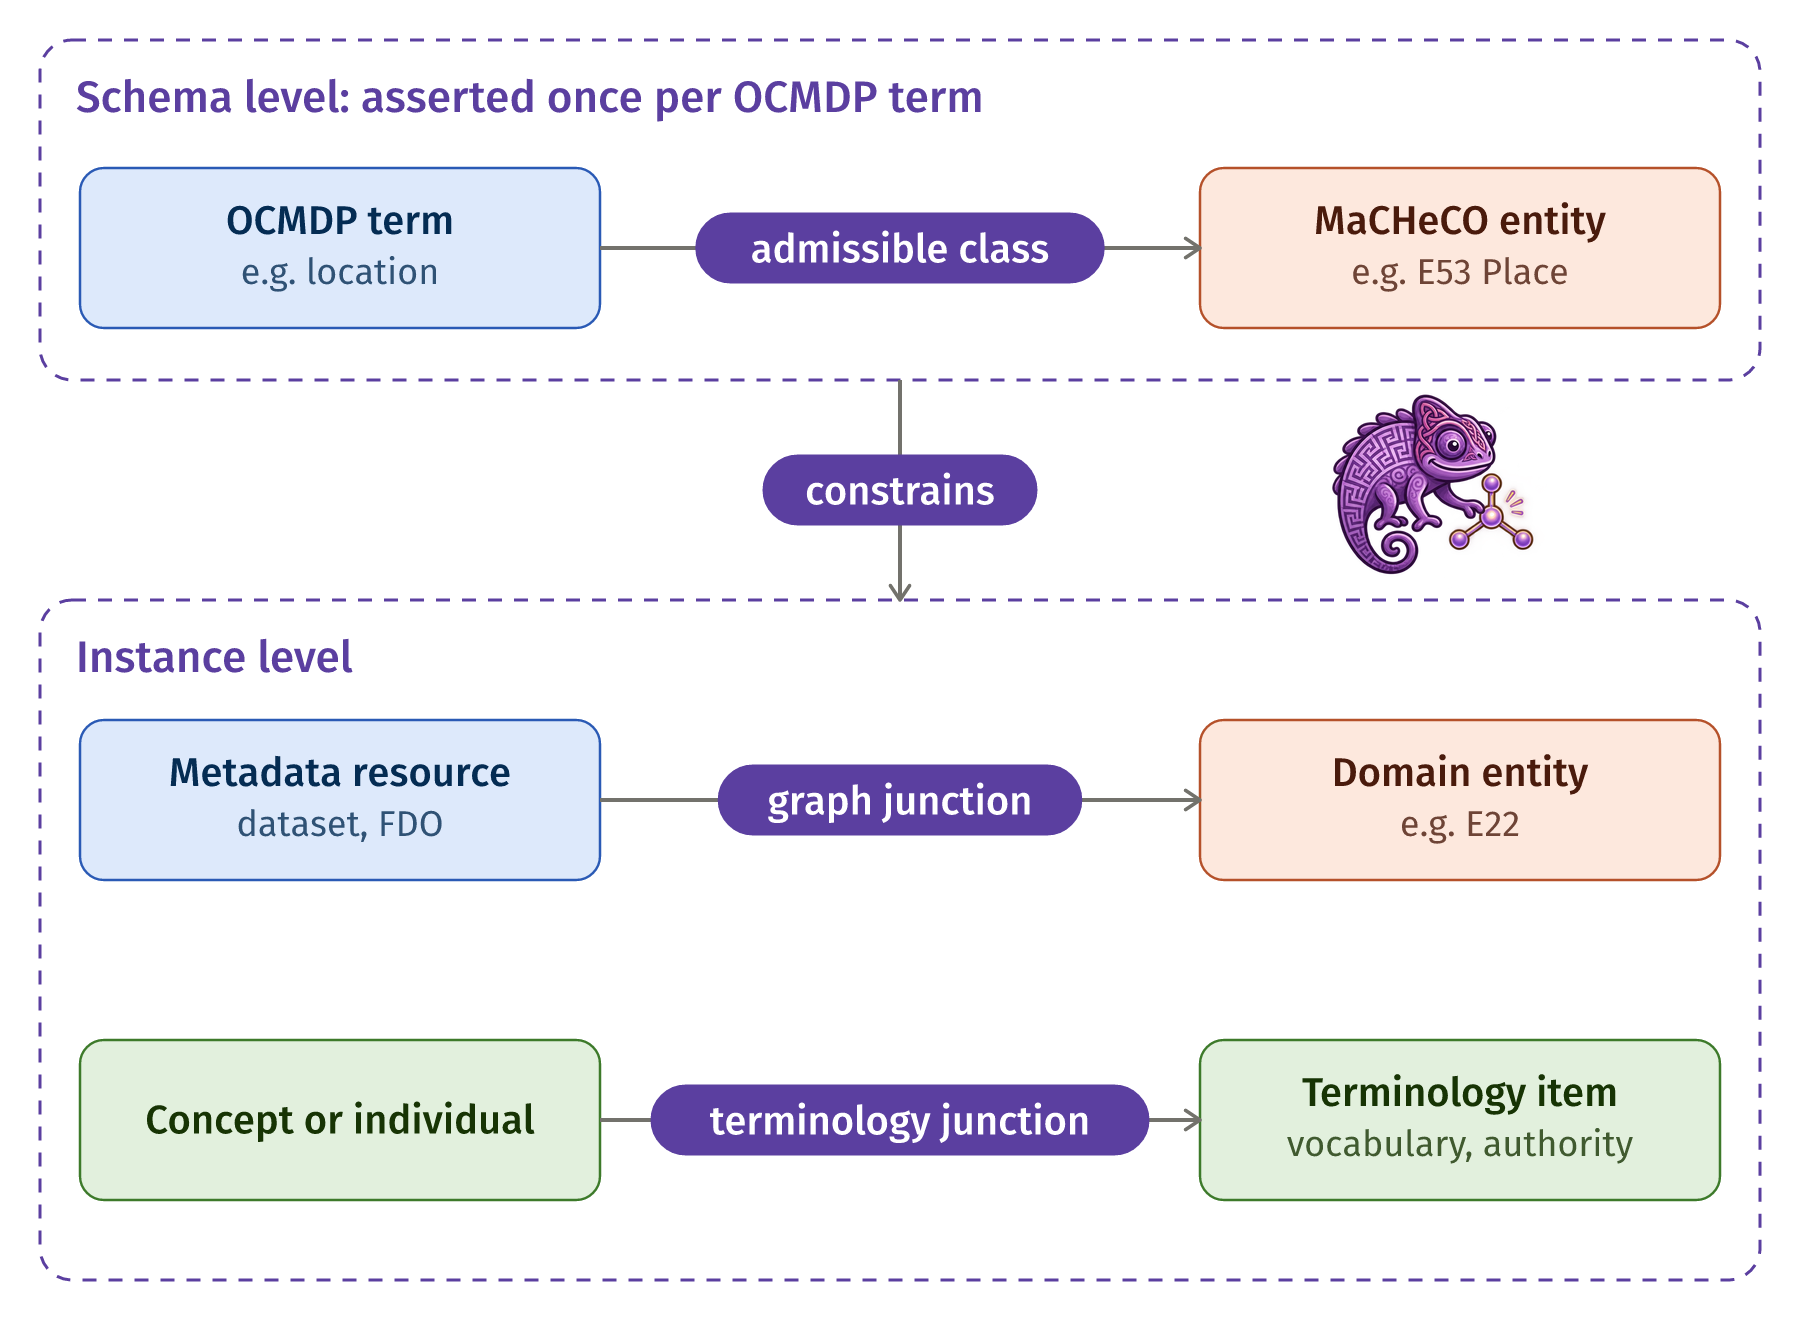 Schema level: asserted once per OCMDP term
OCMDP term
e.g. location
admissible class
MaCHeCO entity
e.g. E53 Place
constrains
Instance level
Metadata resource
dataset, FDO
graph junction
Domain entity
e.g. E22
Concept or individual
terminology junction
Terminology item
vocabulary, authority